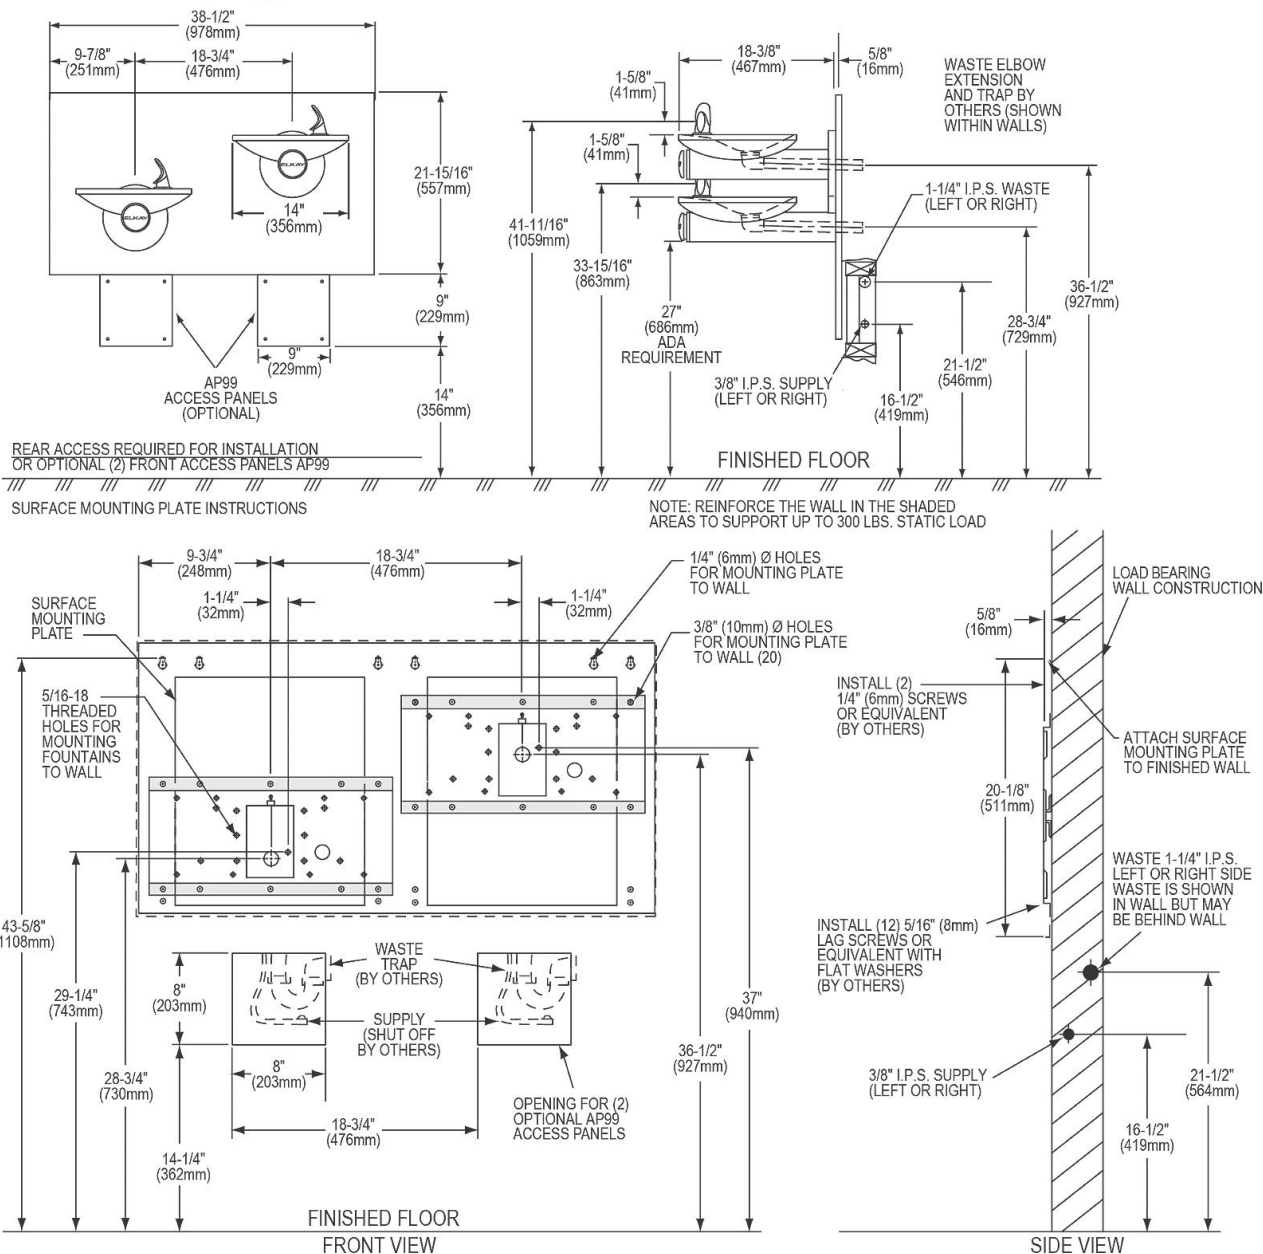 38-1/2"
(978mm)
9-7/8"
(251mm)
18-3/4"
(476mm)
ELKAY
ELKAY
14"
(356mm)
21-15/16"
(557mm)
9"
(229mm)
9"
(229mm)
AP99
ACCESS PANELS
(OPTIONAL)
14"
(356mm)
REAR ACCESS REQUIRED FOR INSTALLATION
OR OPTIONAL (2) FRONT ACCESS PANELS AP99
18-3/8"
(467mm)
5/8"
(16mm)
1-5/8"
(41mm)
1-5/8"
(41mm)
WASTE ELBOW
EXTENSION
AND TRAP BY
OTHERS (SHOWN
WITHIN WALLS)
1-1/4" I.P.S. WASTE
(LEFT OR RIGHT)
41-11/16"
(1059mm)
33-15/16"
(863mm)
27"
(686mm)
ADA
REQUIREMENT
3/8" I.P.S. SUPPLY
(LEFT OR RIGHT)
16-1/2"
(419mm)
21-1/2"
(546mm)
28-3/4"
(729mm)
36-1/2"
(927mm)
FINISHED FLOOR
SURFACE MOUNTING PLATE INSTRUCTIONS
NOTE: REINFORCE THE WALL IN THE SHADED
AREAS TO SUPPORT UP TO 300 LBS. STATIC LOAD
9-3/4"
(248mm)
18-3/4"
(476mm)
1-1/4"
(32mm)
1-1/4"
(32mm)
1/4" (6mm) Ø HOLES
FOR MOUNTING PLATE
TO WALL
3/8" (10mm) Ø HOLES
FOR MOUNTING PLATE
TO WALL (20)
SURFACE
MOUNTING
PLATE
5/16-18
THREADED
HOLES FOR
MOUNTING
FOUNTAINS
TO WALL
43-5/8"
1108mm)
29-1/4"
(743mm)
28-3/4"
(730mm)
8"
(203mm)
8"
(203mm)
14-1/4"
(362mm)
WASTE
TRAP
(BY OTHERS)
SUPPLY
(SHUT OFF
BY OTHERS)
18-3/4"
(476mm)
OPENING FOR (2)
OPTIONAL AP99
ACCESS PANELS
36-1/2"
(927mm)
37"
(940mm)
FINISHED FLOOR
FRONT VIEW
LOAD BEARING
WALL CONSTRUCTION
5/8"
(16mm)
INSTALL (2)
1/4" (6mm) SCREWS
OR EQUIVALENT
(BY OTHERS)
20-1/8"
(511mm)
ATTACH SURFACE
MOUNTING PLATE
TO FINISHED WALL
WASTE 1-1/4" I.P.S.
LEFT OR RIGHT SIDE
WASTE IS SHOWN
IN WALL BUT MAY
BE BEHIND WALL
INSTALL (12) 5/16" (8mm)
LAG SCREWS OR
EQUIVALENT WITH
FLAT WASHERS
(BY OTHERS)
3/8" I.P.S. SUPPLY
(LEFT OR RIGHT)
21-1/2"
(564mm)
16-1/2"
(419mm)
SIDE VIEW